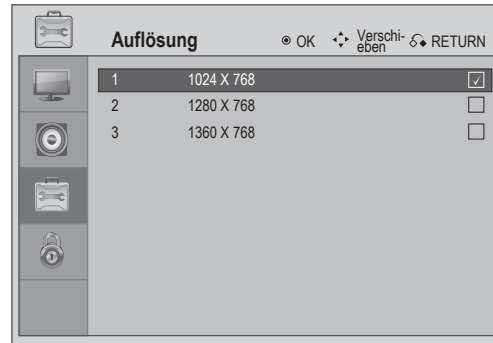 Auflösung OK Verschi-
eben RETURN
1 1024 X 768
2 1280 X 768
3 1360 X 768